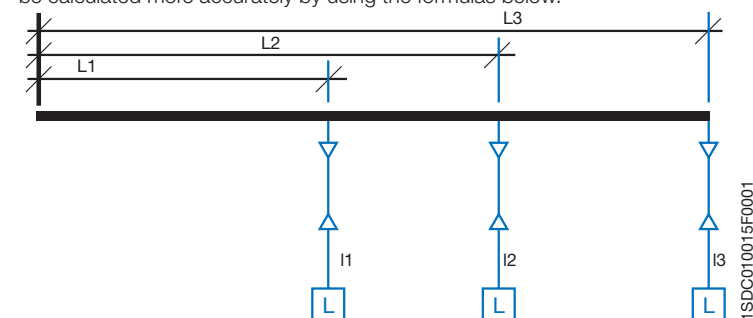 be calculated more accurately by using the formulas below:
L3
L2
L1
I1 I2 I3
L L L
1SDC010015F0001